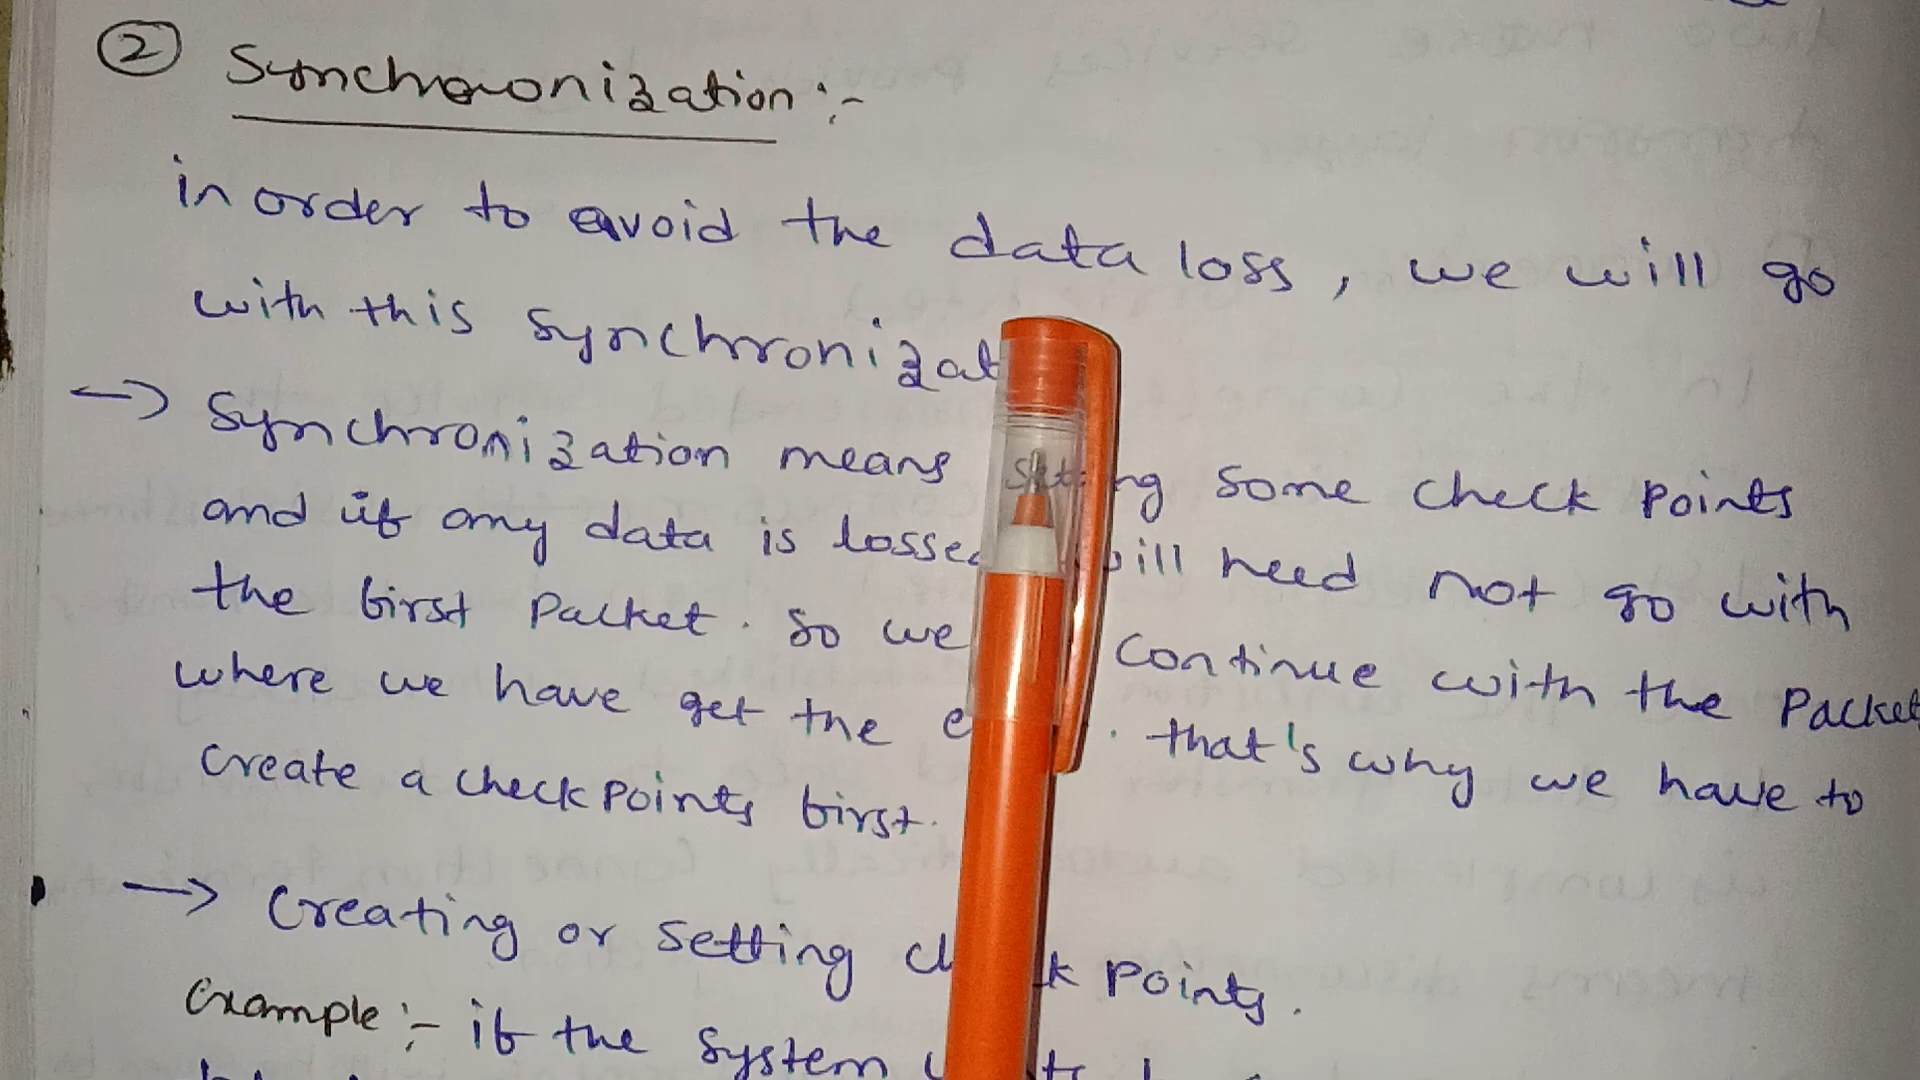 ② Synchronization :-
in order to avoid the data loss, we will go
with this synchronizat
→ Synchronization means setting some check points
and if any data is losse will need not go with
the first packet. So we continue with the packet
where we have get the e . that's why we have to
create a checkpoints first.
→ Creating or setting ch k points.
Example :- if the system